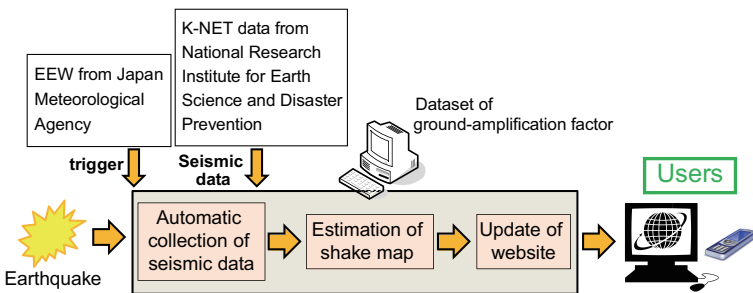 EEW from Japan
Meteorological
Agency
K-NET data from
National Research
Institute for Earth
Science and Disaster
Prevention
Dataset of
ground-amplification factor
trigger
Seismic
data
Users
Earthquake
Automatic
collection of
seismic data
Estimation of
shake map
Update of
website